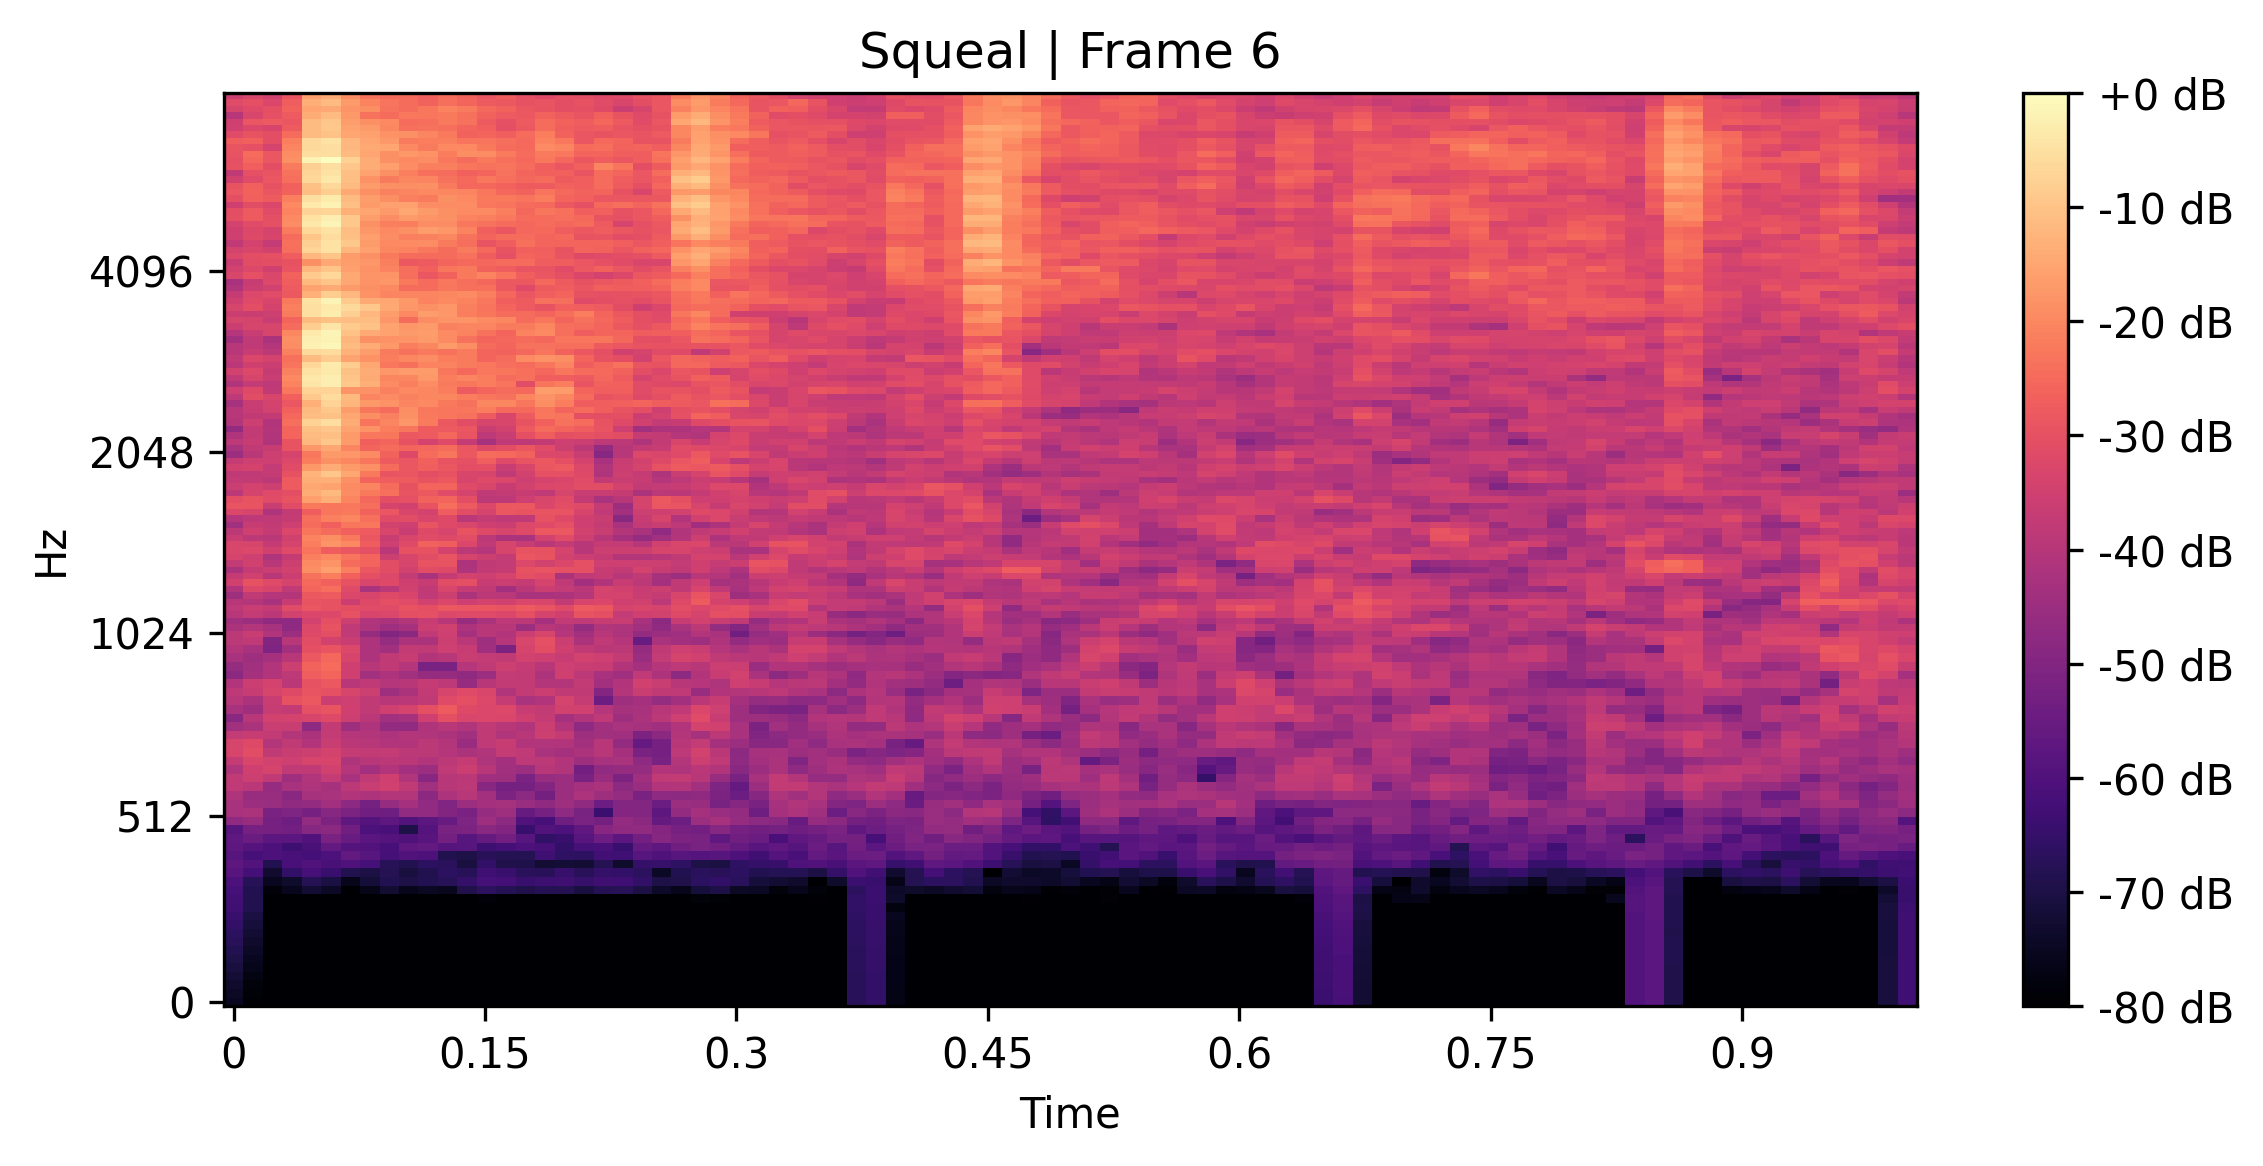 Squeal | Frame 6
+0 dB
-10 dB
-20 dB
-30 dB
-40 dB
-50 dB
-60 dB
-70 dB
-80 dB
Hz
4096
2048
1024
512
0
0 0.15 0.3 0.45 0.6 0.75 0.9
Time